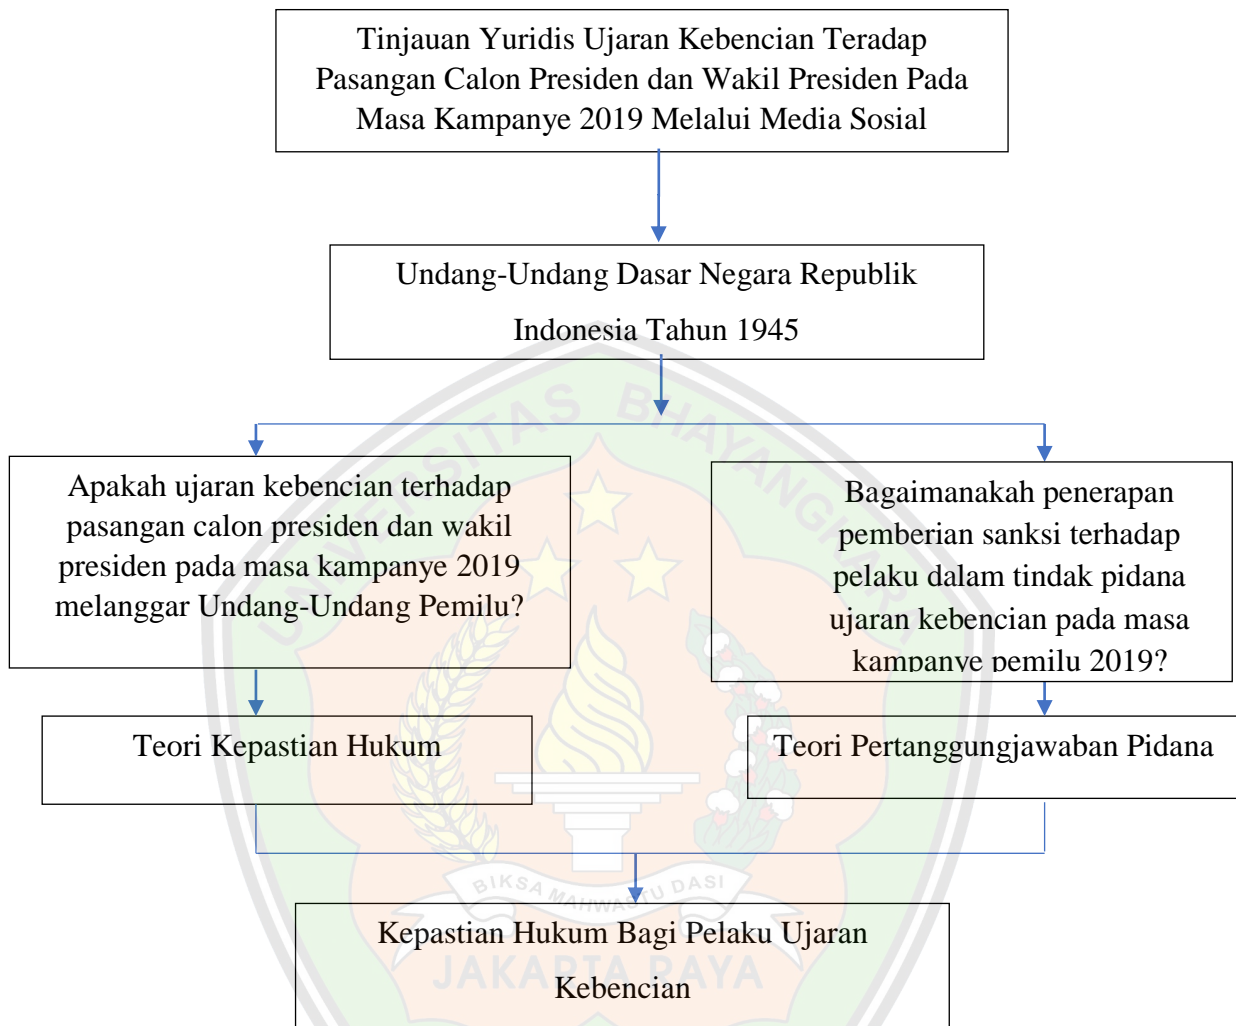 Tinjauan Yuridis Ujaran Kebencian Teradap
Pasangan Calon Presiden dan Wakil Presiden Pada
Masa Kampanye 2019 Melalui Media Sosial
Undang-Undang Dasar Negara Republik
Indonesia Tahun 1945
Apakah ujaran kebencian terhadap
pasangan calon presiden dan wakil
presiden pada masa kampanye 2019
melanggar Undang-Undang Pemilu?
Bagaimanakah penerapan
pemberian sanksi terhadap
pelaku dalam tindak pidana
ujaran kebencian pada masa
kampanye pemilu 2019?
Teori Kepastian Hukum
Teori Pertanggungjawaban Pidana
Kepastian Hukum Bagi Pelaku Ujaran
Kebencian
UNIVERSITAS BHAYANGKARA
BIKSA MAHWASTU DASI
JAKARTA RAYA